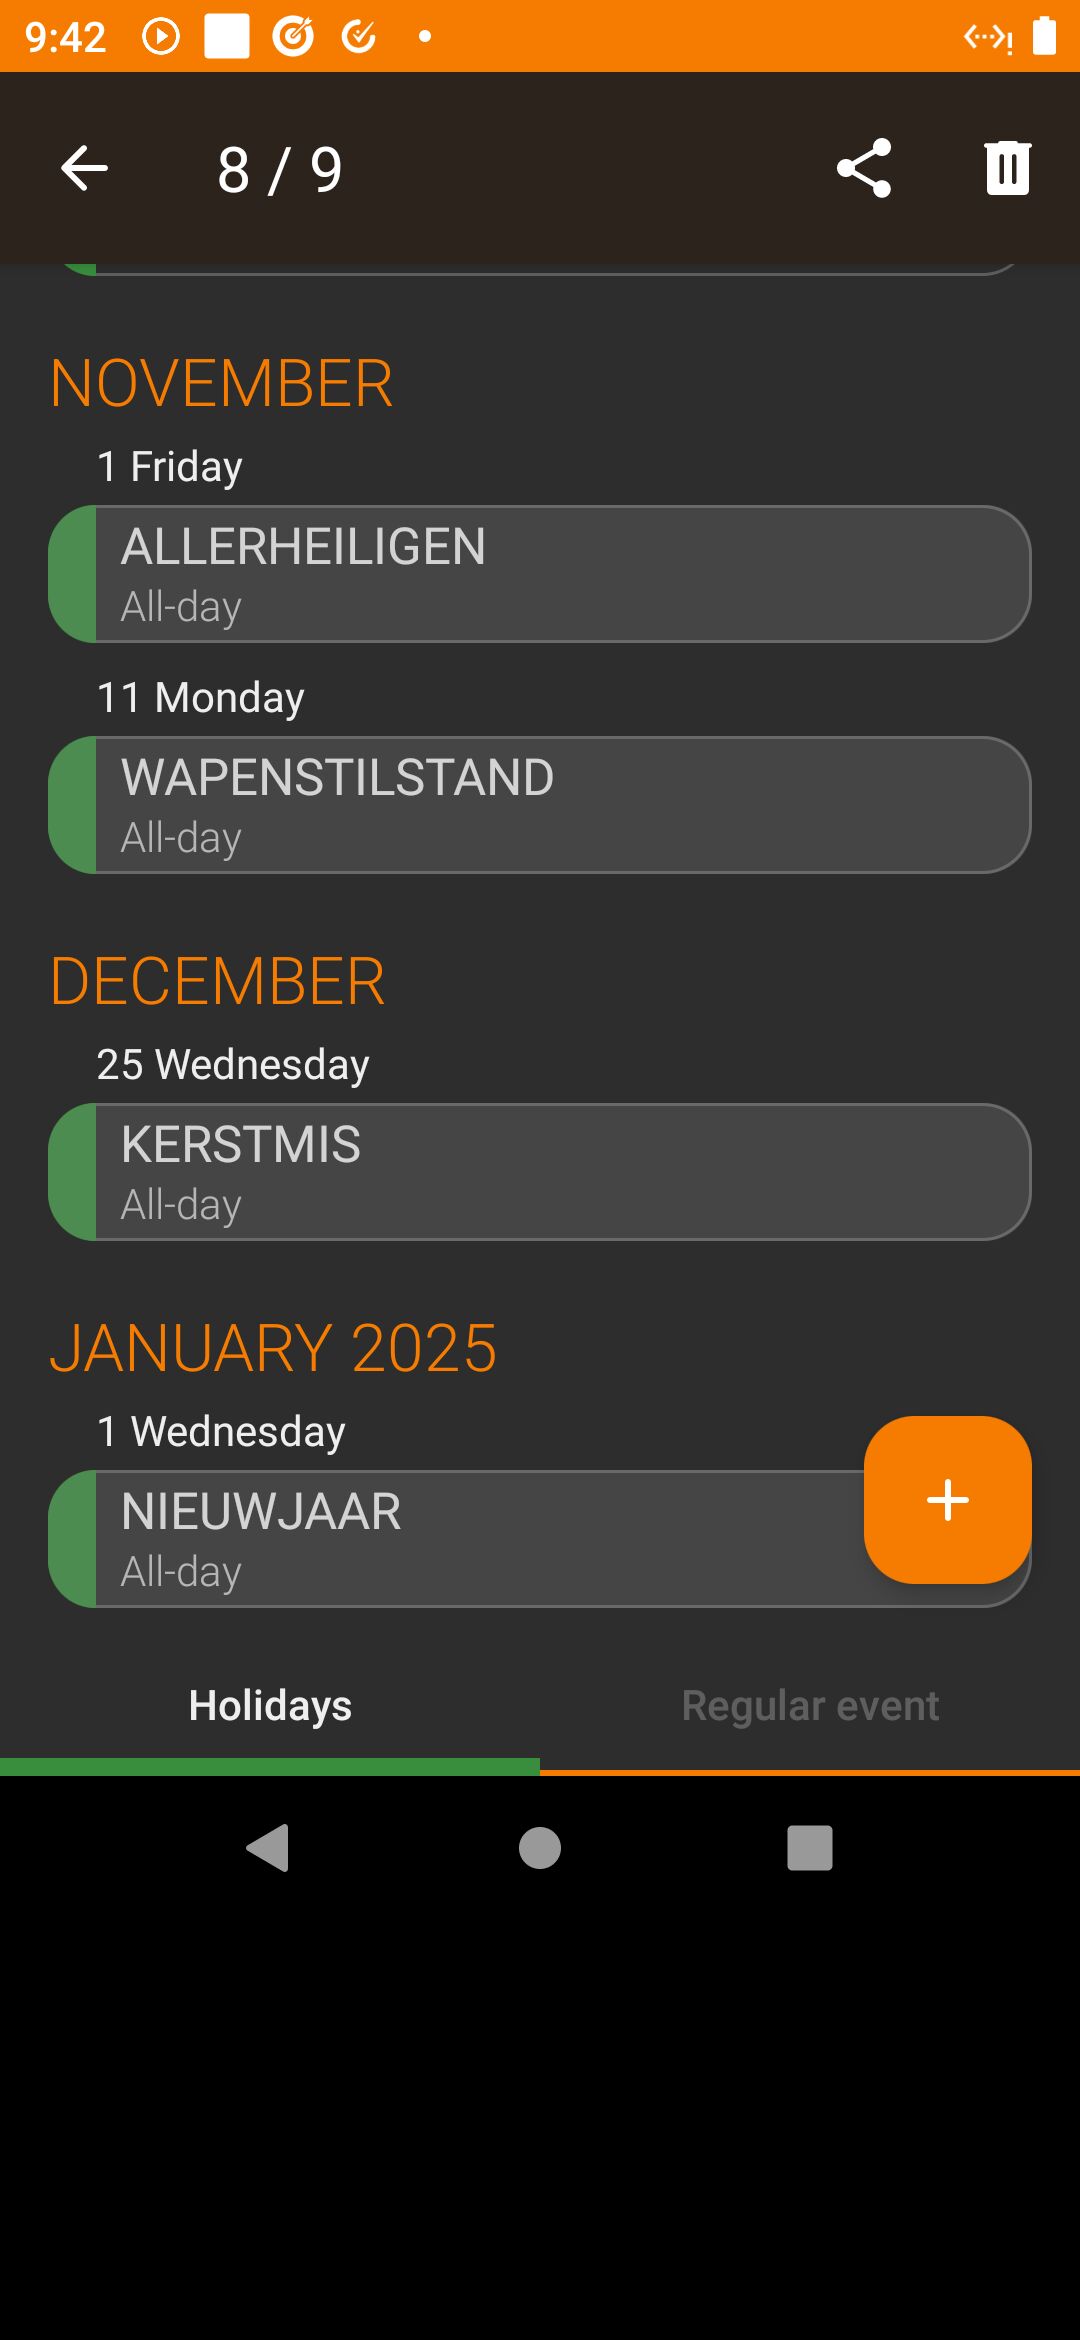 9:42
8 / 9
NOVEMBER
1 Friday
ALLERHEILIGEN
All-day
11 Monday
WAPENSTILSTAND
All-day
DECEMBER
25 Wednesday
KERSTMIS
All-day
JANUARY 2025
1 Wednesday
NIEUWJAAR
All-day
Holidays
Regular event